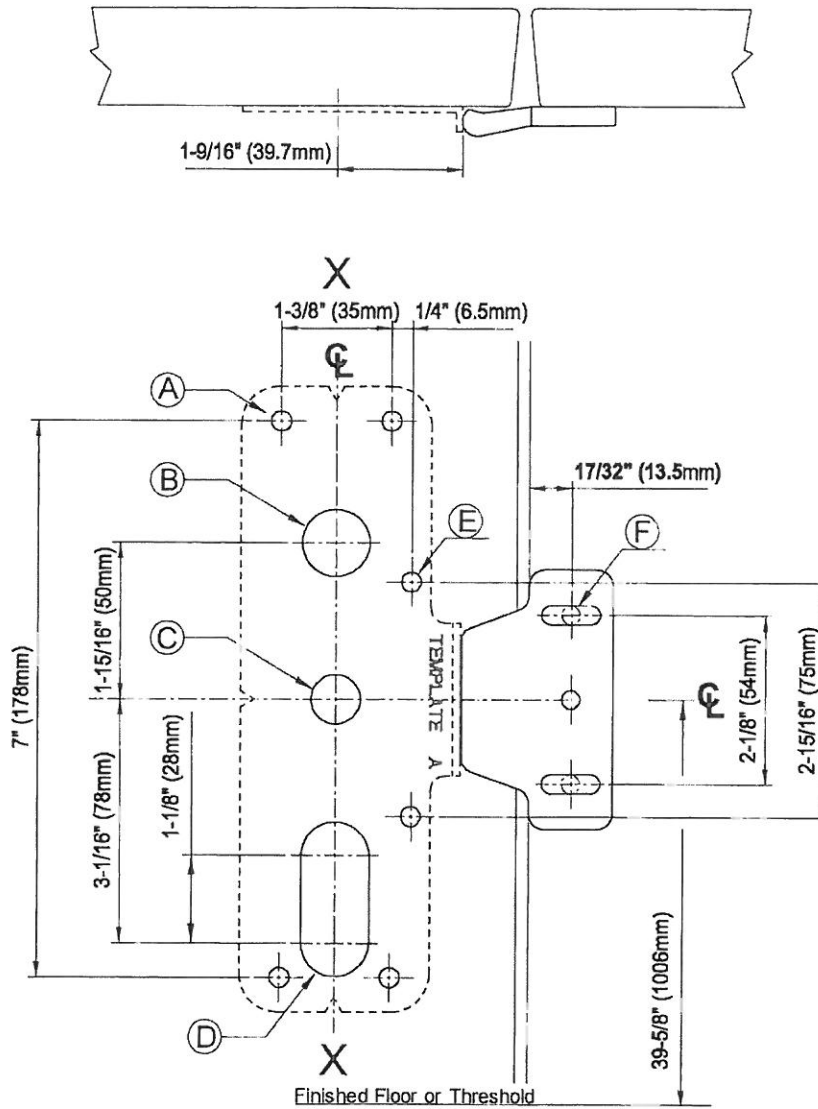 1-9/16" (39.7mm)
X
1-3/8" (35mm)
1/4" (6.5mm)
℄
A
17/32" (13.5mm)
B
E
F
1-15/16" (50mm)
C
7" (178mm)
TEMPLATE A
℄
2-1/8" (54mm)
2-15/16" (75mm)
3-1/16" (78mm)
1-1/8" (28mm)
39-5/8" (1006mm)
D
X
Finished Floor or Threshold